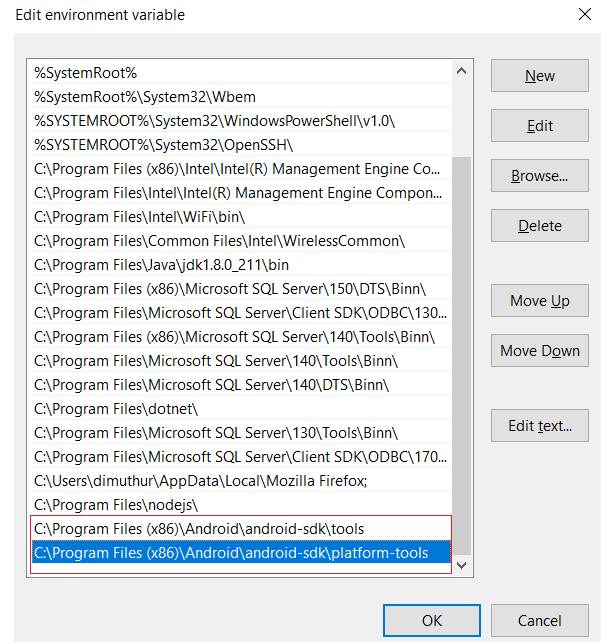 Edit environment variable
%SystemRoot%
%SystemRoot%\System32\Wbem
%SYSTEMROOT%\System32\WindowsPowerShell\v1.0\
%SYSTEMROOT%\System32\OpenSSH\
C:\Program Files (x86)\Intel\Intel(R) Management Engine Co...
C:\Program Files\Intel\Intel(R) Management Engine Compon...
C:\Program Files\Intel\WiFi\bin\
C:\Program Files\Common Files\Intel\WirelessCommon\
C:\Program Files\Java\jdk1.8.0_211\bin
C:\Program Files (x86)\Microsoft SQL Server\150\DTS\Binn\
C:\Program Files\Microsoft SQL Server\Client SDK\ODBC\130...
C:\Program Files (x86)\Microsoft SQL Server\140\Tools\Binn\
C:\Program Files\Microsoft SQL Server\140\Tools\Binn\
C:\Program Files\Microsoft SQL Server\140\DTS\Binn\
C:\Program Files\dotnet\
C:\Program Files\Microsoft SQL Server\130\Tools\Binn\
C:\Program Files\Microsoft SQL Server\Client SDK\ODBC\170...
C:\Users\dimuthur\AppData\Local\Mozilla Firefox;
C:\Program Files\nodejs\
C:\Program Files (x86)\Android\android-sdk\tools
C:\Program Files (x86)\Android\android-sdk\platform-tools
New
Edit
Browse...
Delete
Move Up
Move Down
Edit text...
OK
Cancel